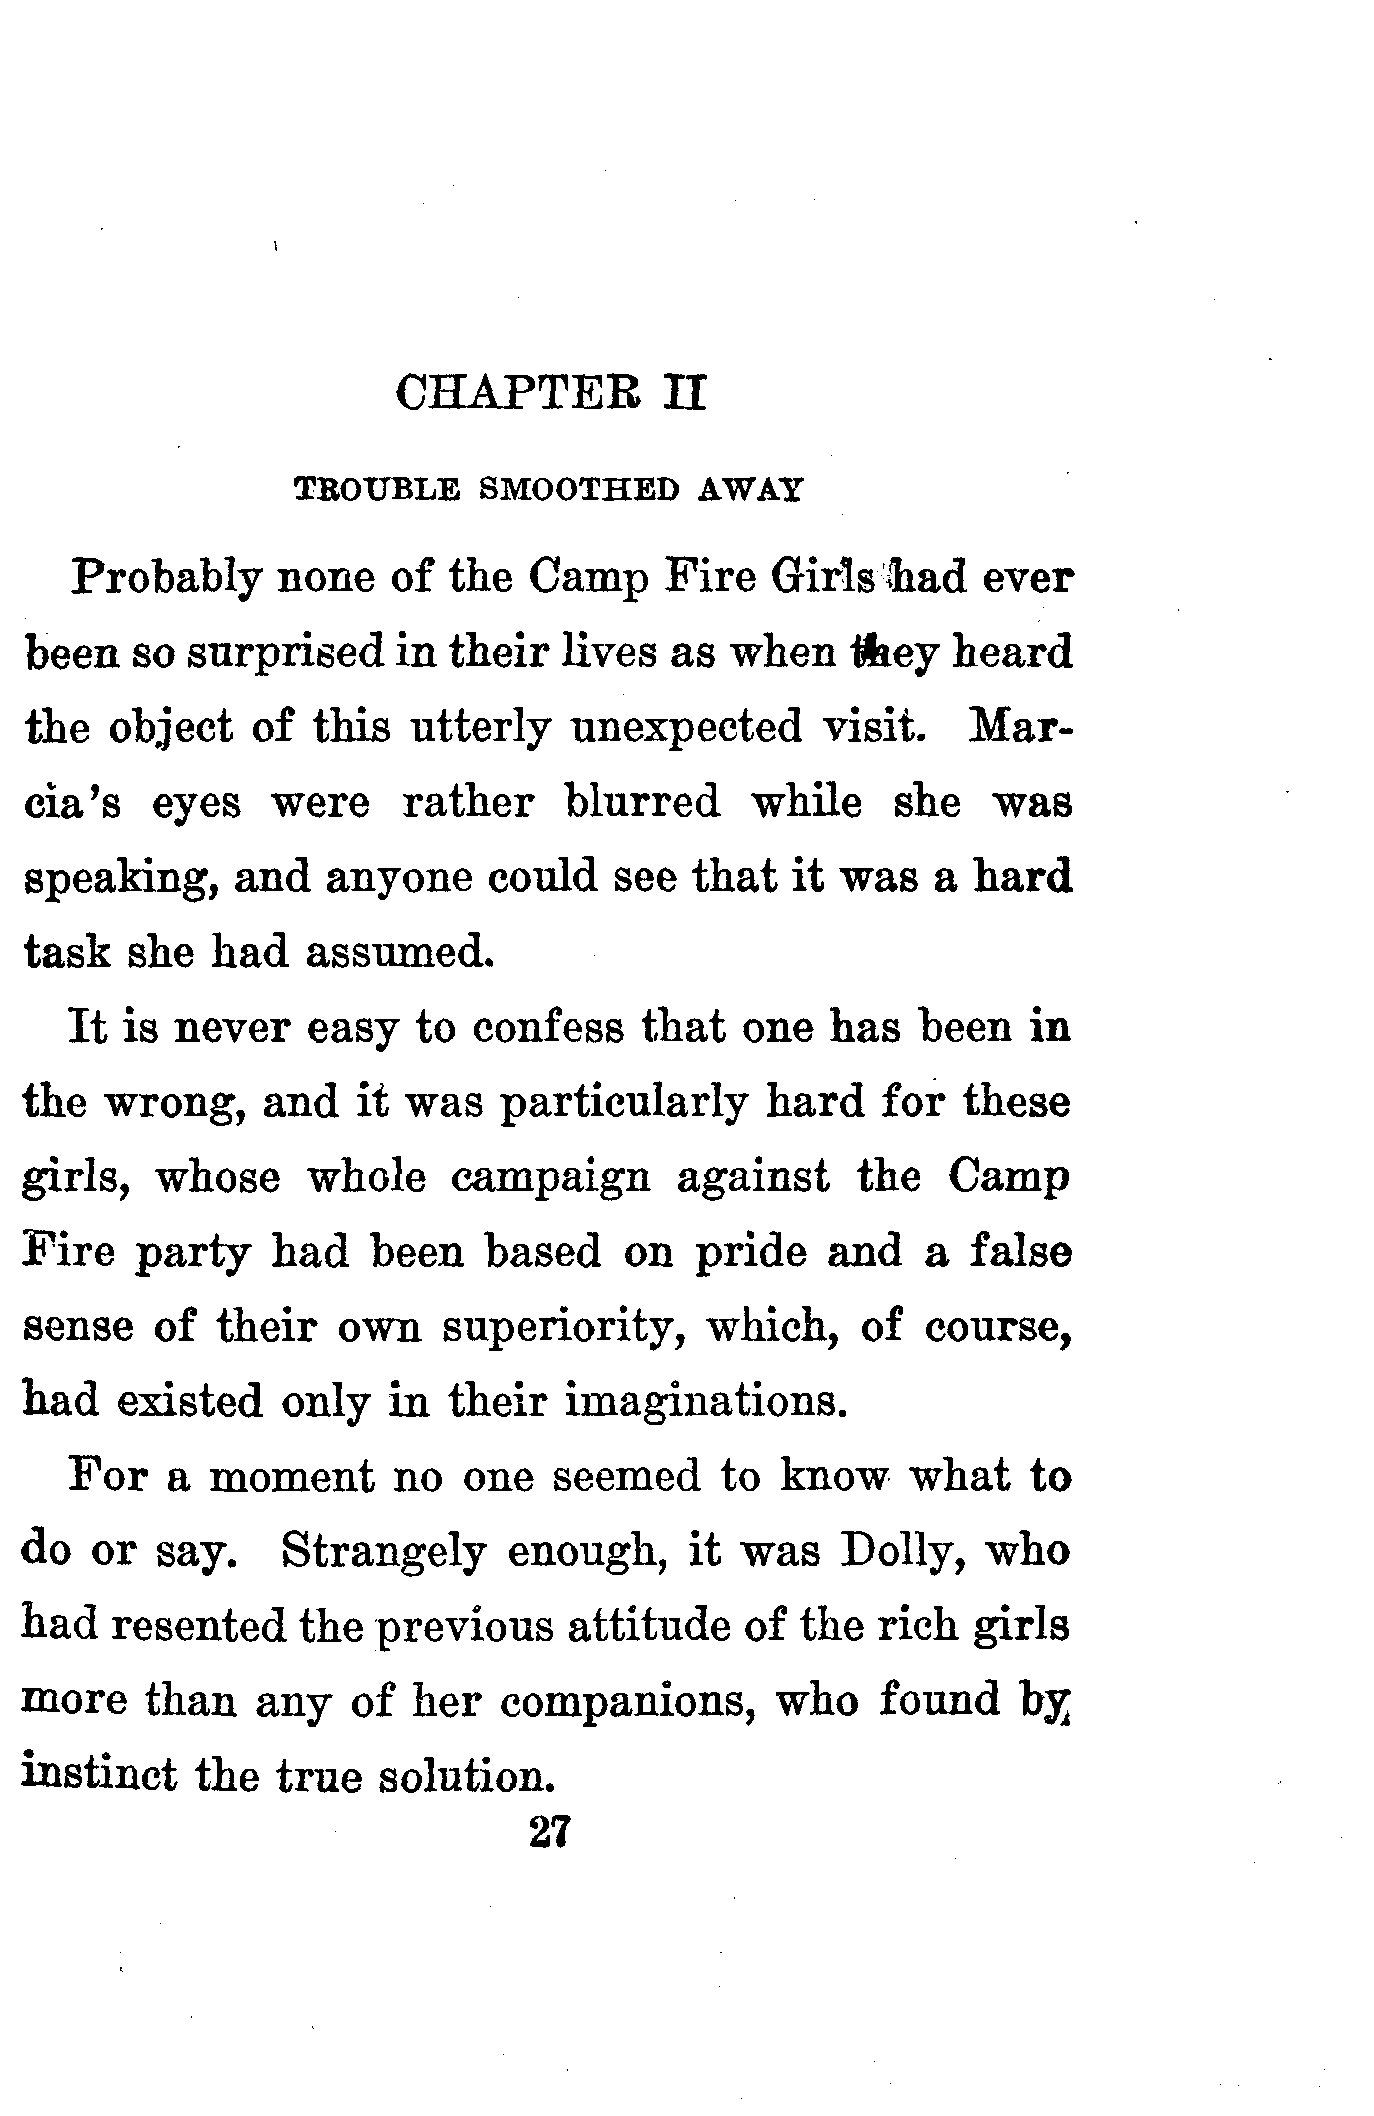 CHAPTER II
TROUBLE SMOOTHED AWAY
Probably none of the Camp Fire Girls had ever
been so surprised in their lives as when they heard
the object of this utterly unexpected visit. Mar-
cia's eyes were rather blurred while she was
speaking, and anyone could see that it was a hard
task she had assumed.
It is never easy to confess that one has been in
the wrong, and it was particularly hard for these
girls, whose whole campaign against the Camp
Fire party had been based on pride and a false
sense of their own superiority, which, of course,
had existed only in their imaginations.
For a moment no one seemed to know what to
do or say. Strangely enough, it was Dolly, who
had resented the previous attitude of the rich girls
more than any of her companions, who found by
instinct the true solution.
27